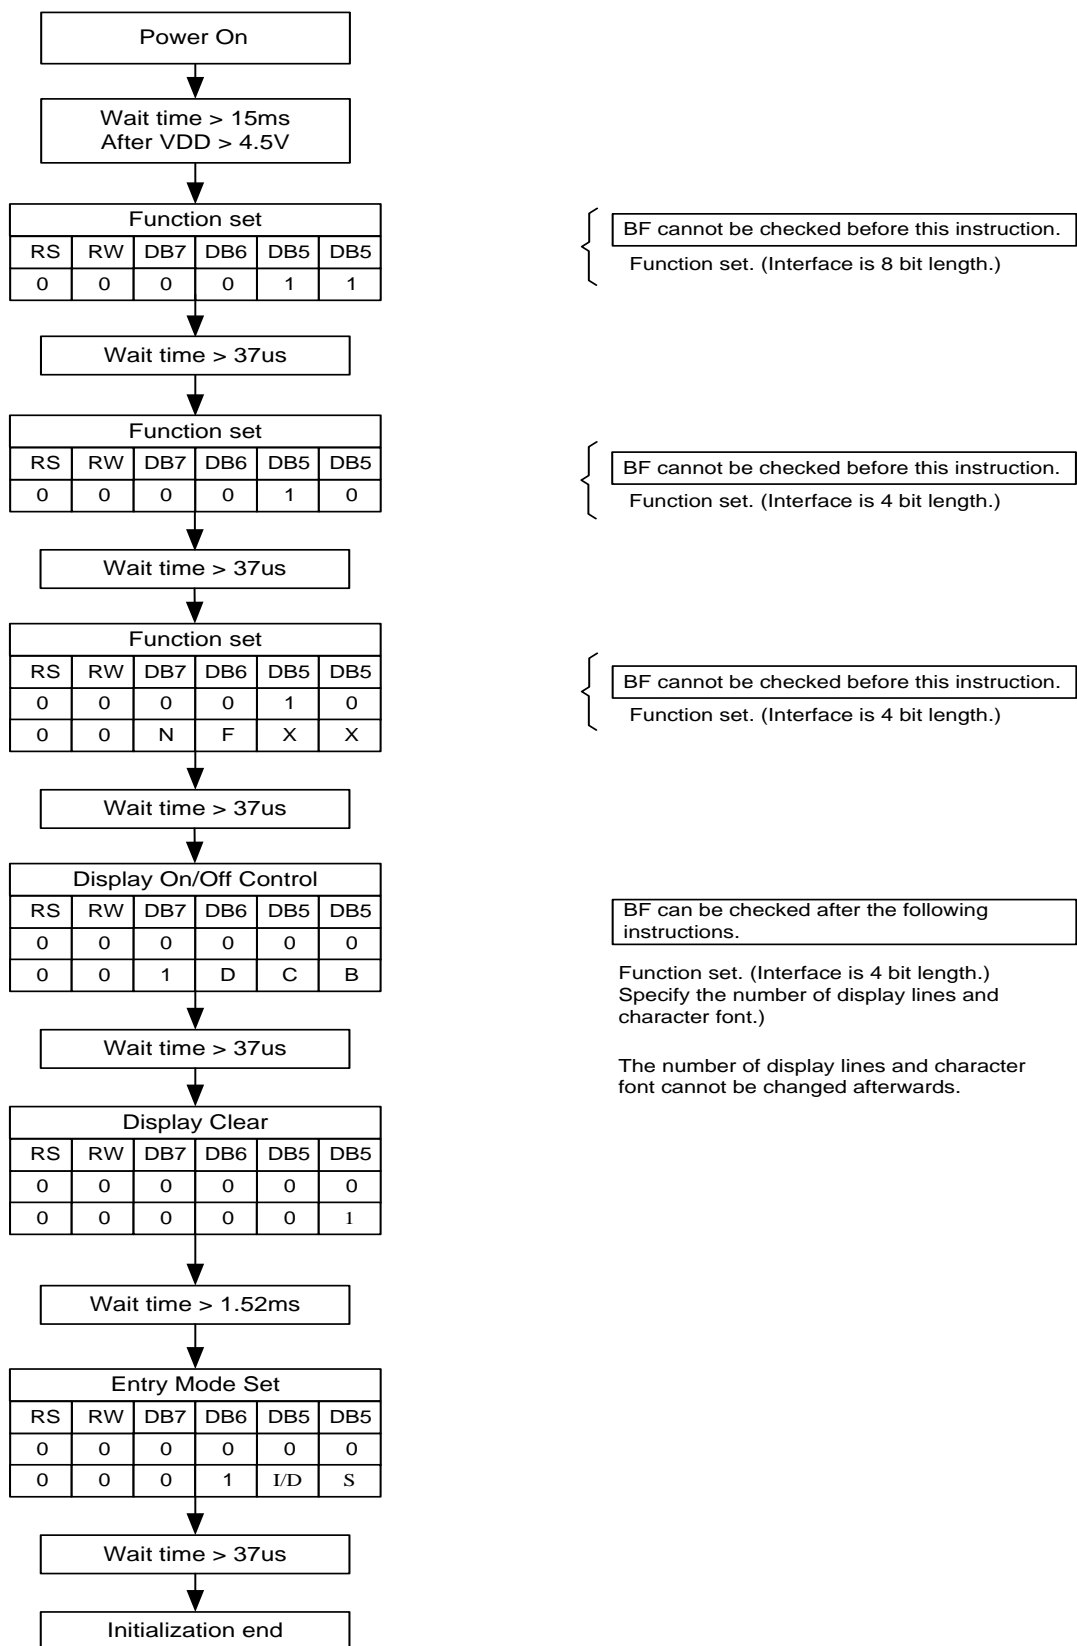 Power On
Wait time > 15ms
After VDD > 4.5V
Function set
RS RW DB7 DB6 DB5 DB5
0 0 0 0 1 1
BF cannot be checked before this instruction.
Function set. (Interface is 8 bit length.)
Wait time > 37us
Function set
RS RW DB7 DB6 DB5 DB5
0 0 0 0 1 0
BF cannot be checked before this instruction.
Function set. (Interface is 4 bit length.)
Wait time > 37us
Function set
RS RW DB7 DB6 DB5 DB5
0 0 0 0 1 0
0 0 N F X X
BF cannot be checked before this instruction.
Function set. (Interface is 4 bit length.)
Wait time > 37us
Display On/Off Control
RS RW DB7 DB6 DB5 DB5
0 0 0 0 0 0
0 0 1 D C B
BF can be checked after the following
instructions.
Function set. (Interface is 4 bit length.)
Specify the number of display lines and
character font.)
The number of display lines and character
font cannot be changed afterwards.
Wait time > 37us
Display Clear
RS RW DB7 DB6 DB5 DB5
0 0 0 0 0 0
0 0 0 0 0 1
Wait time > 1.52ms
Entry Mode Set
RS RW DB7 DB6 DB5 DB5
0 0 0 0 0 0
0 0 0 1 I/D S
Wait time > 37us
Initialization end